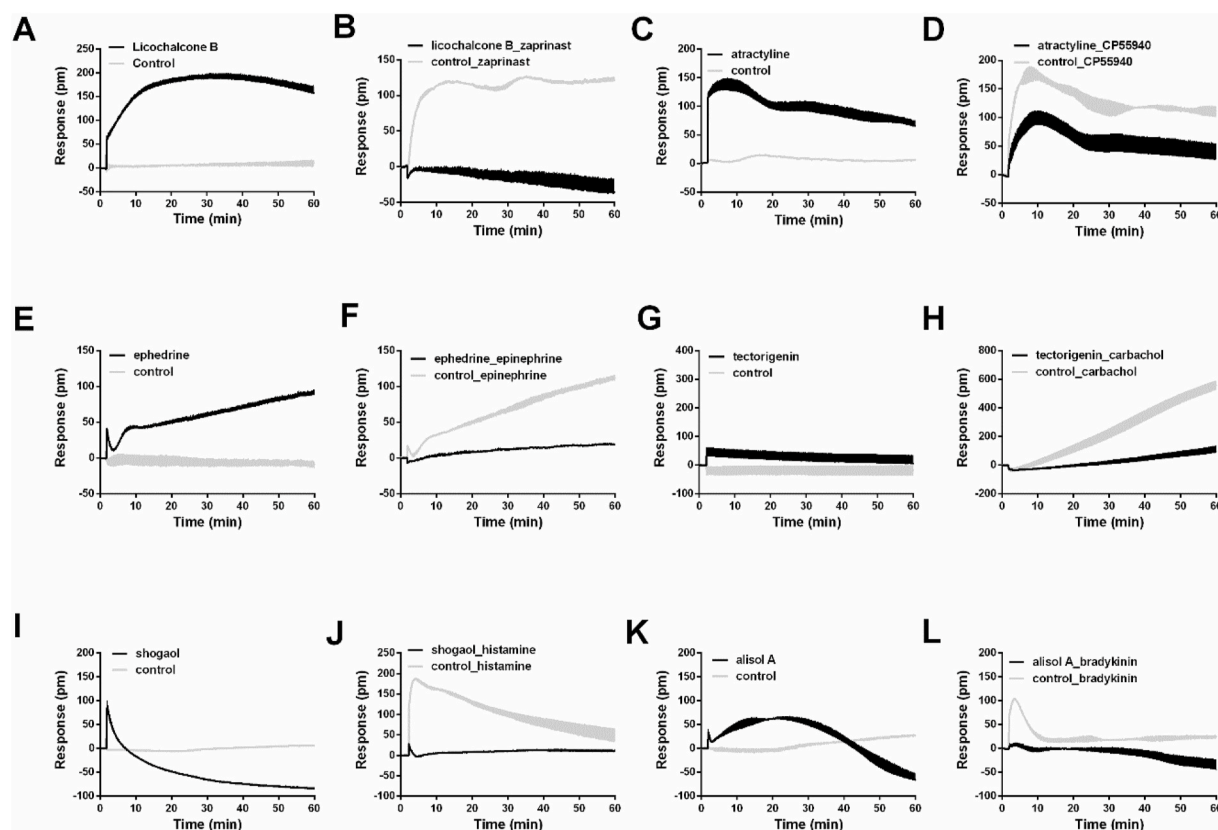 A
Licochalcone B
Control
Response (pm)
250
200
150
100
50
0
-50
0 10 20 30 40 50 60
Time (min)
B
licochalcone B_zaprinast
control_zaprinast
Response (pm)
150
100
50
0
-50
0 10 20 30 40 50 60
Time (min)
C
atractyline
control
Response (pm)
200
150
100
50
0
-50
0 10 20 30 40 50 60
Time (min)
D
atractyline_CP55940
control_CP55940
Response (pm)
200
150
100
50
0
-50
0 10 20 30 40 50 60
Time (min)
E
ephedrine
control
Response (pm)
150
100
50
0
-50
0 10 20 30 40 50 60
Time (min)
F
ephedrine_epinephrine
control_epinephrine
Response (pm)
150
100
50
0
-50
0 10 20 30 40 50 60
Time (min)
G
tectorigenin
control
Response (pm)
400
300
200
100
0
-100
0 10 20 30 40 50 60
Time (min)
H
tectorigenin_carbachol
control_carbachol
Response (pm)
800
600
400
200
0
-200
0 10 20 30 40 50 60
Time (min)
I
shogaol
control
Response (pm)
200
150
100
50
0
-50
-100
0 10 20 30 40 50 60
Time (min)
J
shogaol_histamine
control_histamine
Response (pm)
250
200
150
100
50
0
-50
-100
0 10 20 30 40 50 60
Time (min)
K
alisol A
control
Response (pm)
200
150
100
50
0
-50
-100
0 10 20 30 40 50 60
Time (min)
L
alisol A_bradykinin
control_bradykinin
Response (pm)
200
150
100
50
0
-50
-100
0 10 20 30 40 50 60
Time (min)